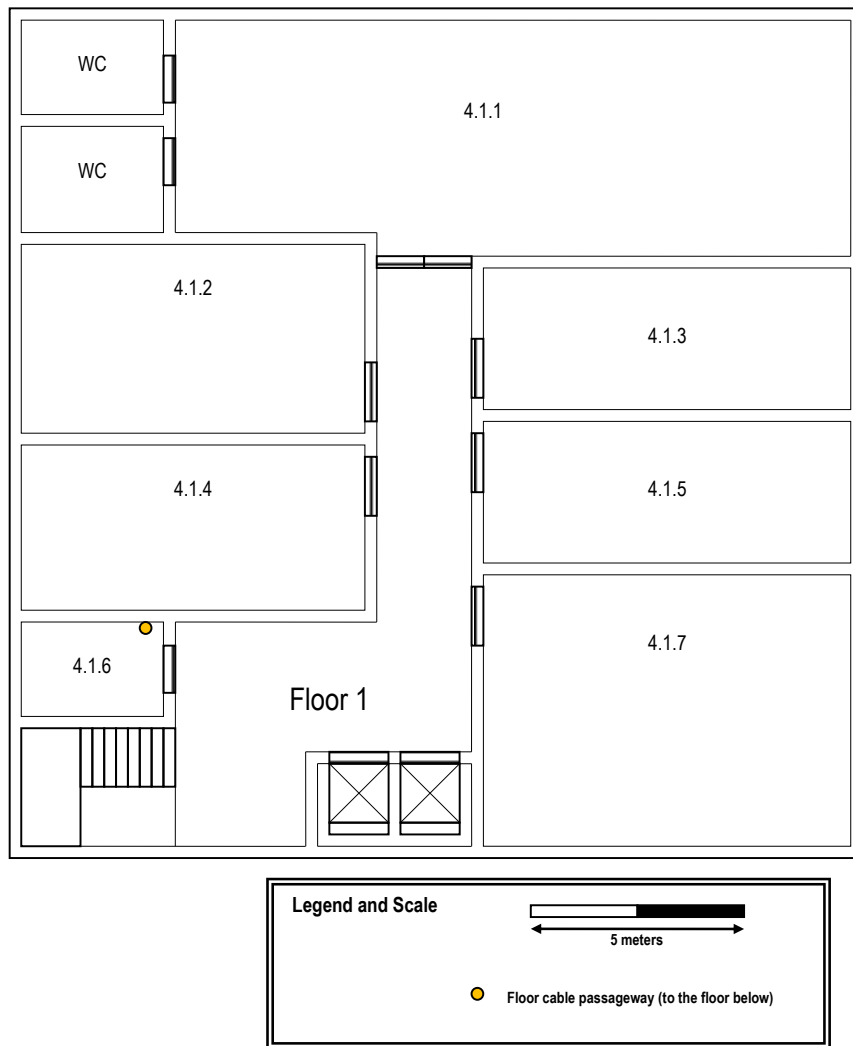 WC
4.1.1
WC
4.1.2
4.1.3
4.1.4
4.1.5
4.1.6
4.1.7
Floor 1
Legend and Scale
5 meters
Floor cable passageway (to the floor below)